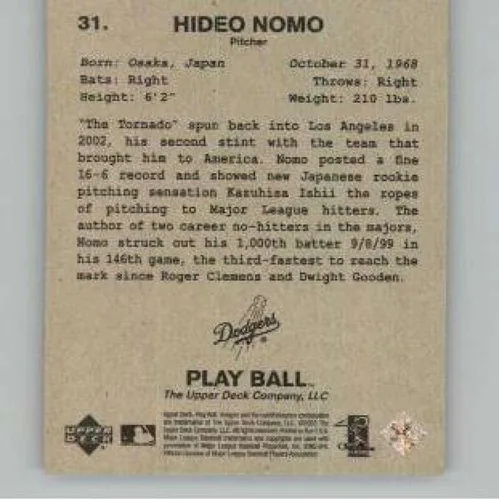 31. HIDEO NOMO
Pitcher
Born: Osaka, Japan October 31, 1968
Bats: Right Throws: Right
Height: 6'2" Weight: 210 lbs.
"The Tornado" spun back into Los Angeles in
2002, his second stint with the team that
brought him to America. Nomo posted a fine
16-6 record and showed new Japanese rookie
pitching sensation Kazuhisa Ishii the ropes
of pitching to Major League hitters. The
author of two career no-hitters in the majors,
Nomo struck out his 1,000th batter 9/8/99 in
his 146th game, the third-fastest to reach the
mark since Roger Clemens and Dwight Gooden.
Dodgers
PLAY BALL™
The Upper Deck Company, LLC
UPPER
DECK